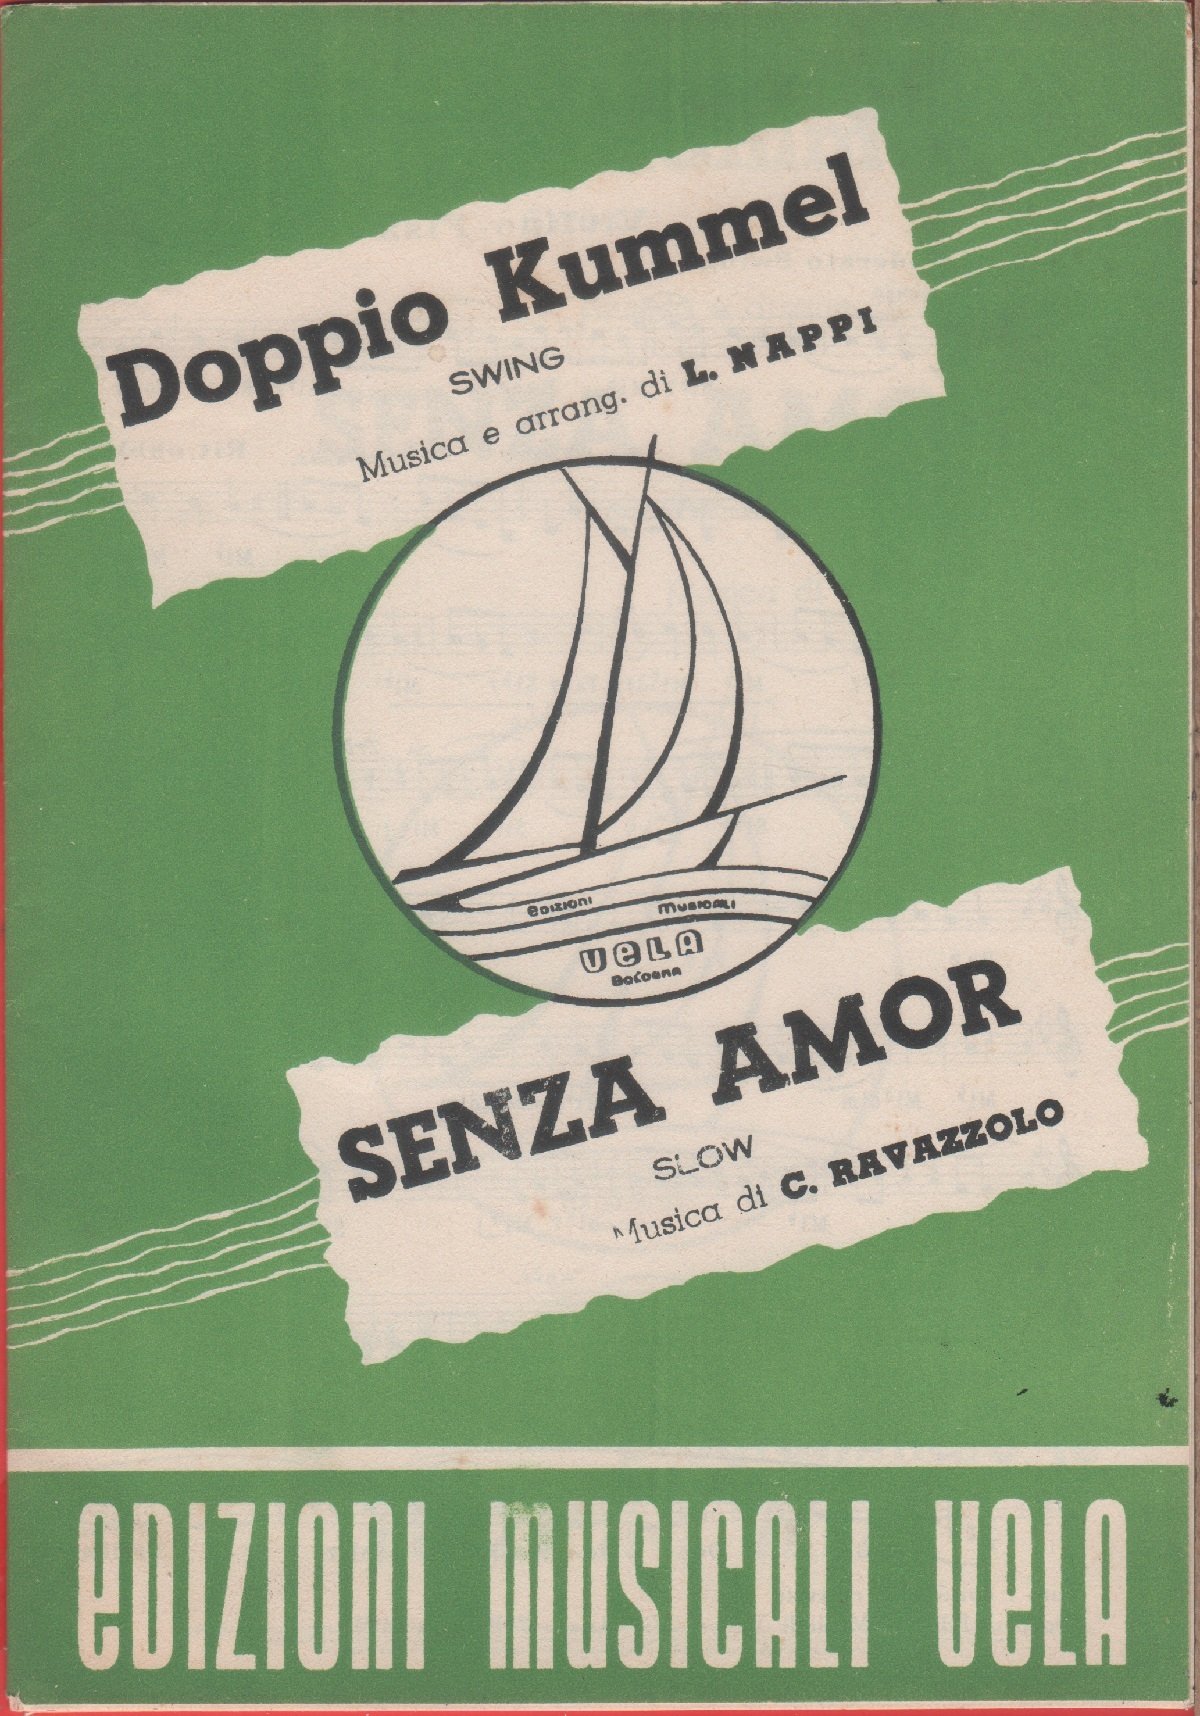 Doppio Kummel
SWING
Musica e arrang. di L. NAPPI
eDIZIONI MUSICALI
VeLA
BOLOGNA
SENZA AMOR
SLOW
Musica di C. RAVAZZOLO
eDIZIONI MUSICALI VeLA